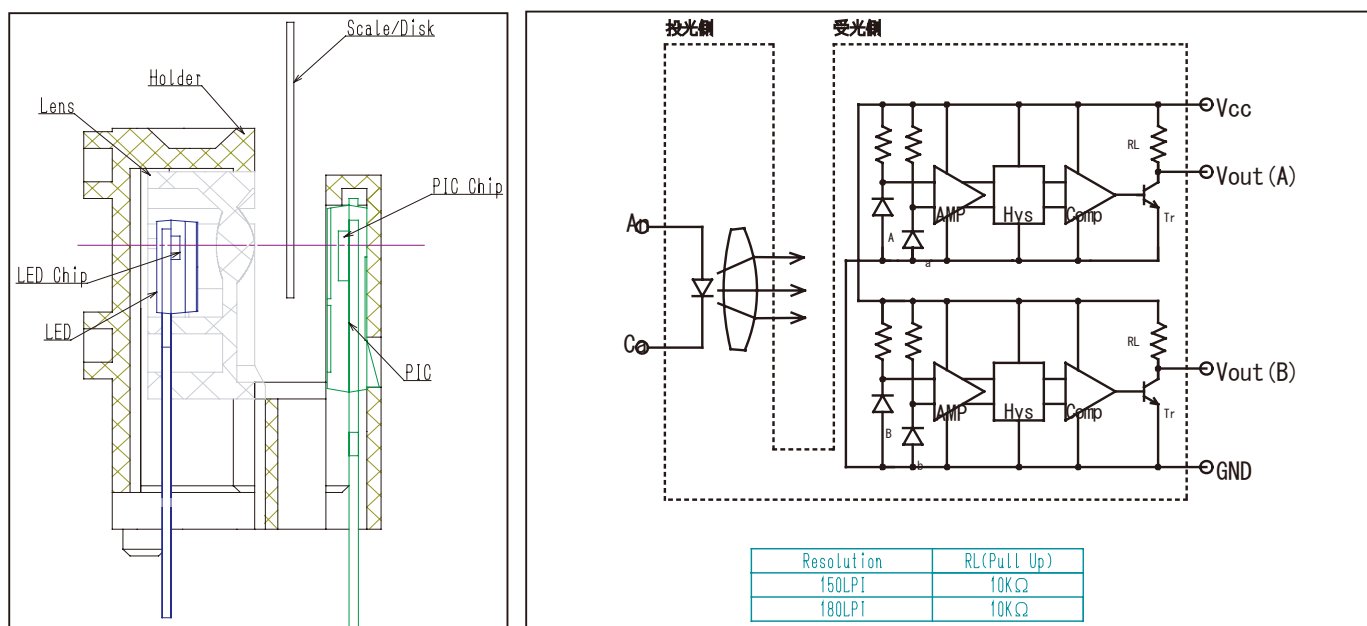 Scale/Disk
Holder
Lens
PIC Chip
LED Chip
LED
PIC
投光側
受光側
Vcc
RL
Vout(A)
AMP
Hys
Comp
Tr
A
a
An
Ca
RL
Vout(B)
AMP
Hys
Comp
Tr
B
b
GND
Resolution RL(Pull Up)
150LPI 10KΩ
180LPI 10KΩ